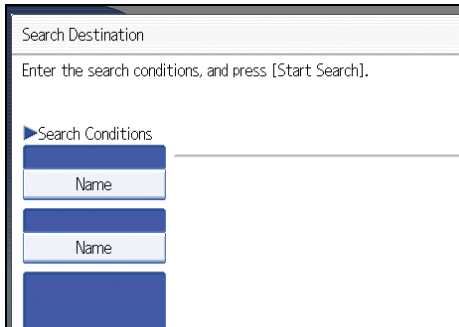 Search Destination
Enter the search conditions, and press [Start Search].
▶Search Conditions
Name
Name